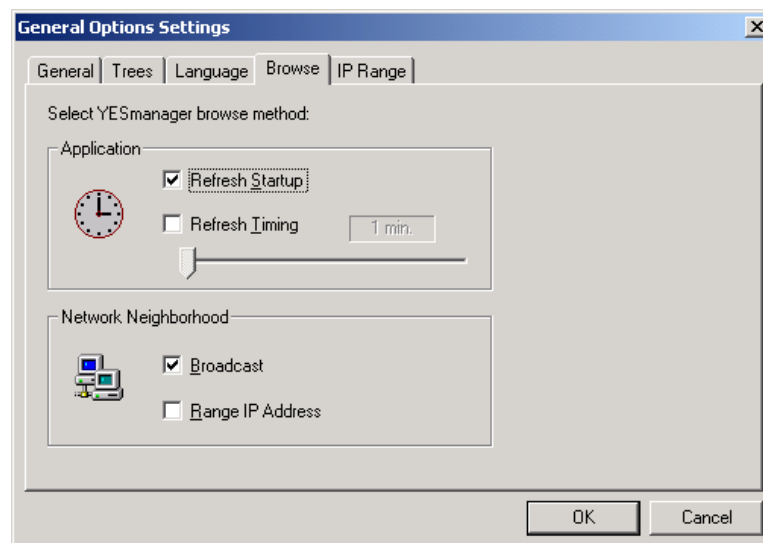 General Options Settings
General Trees Language Browse IP Range
Select YESmanager browse method:
Application
Refresh Startup
Refresh Timing 1 min.
Network Neighborhood
Broadcast
Range IP Address
OK Cancel